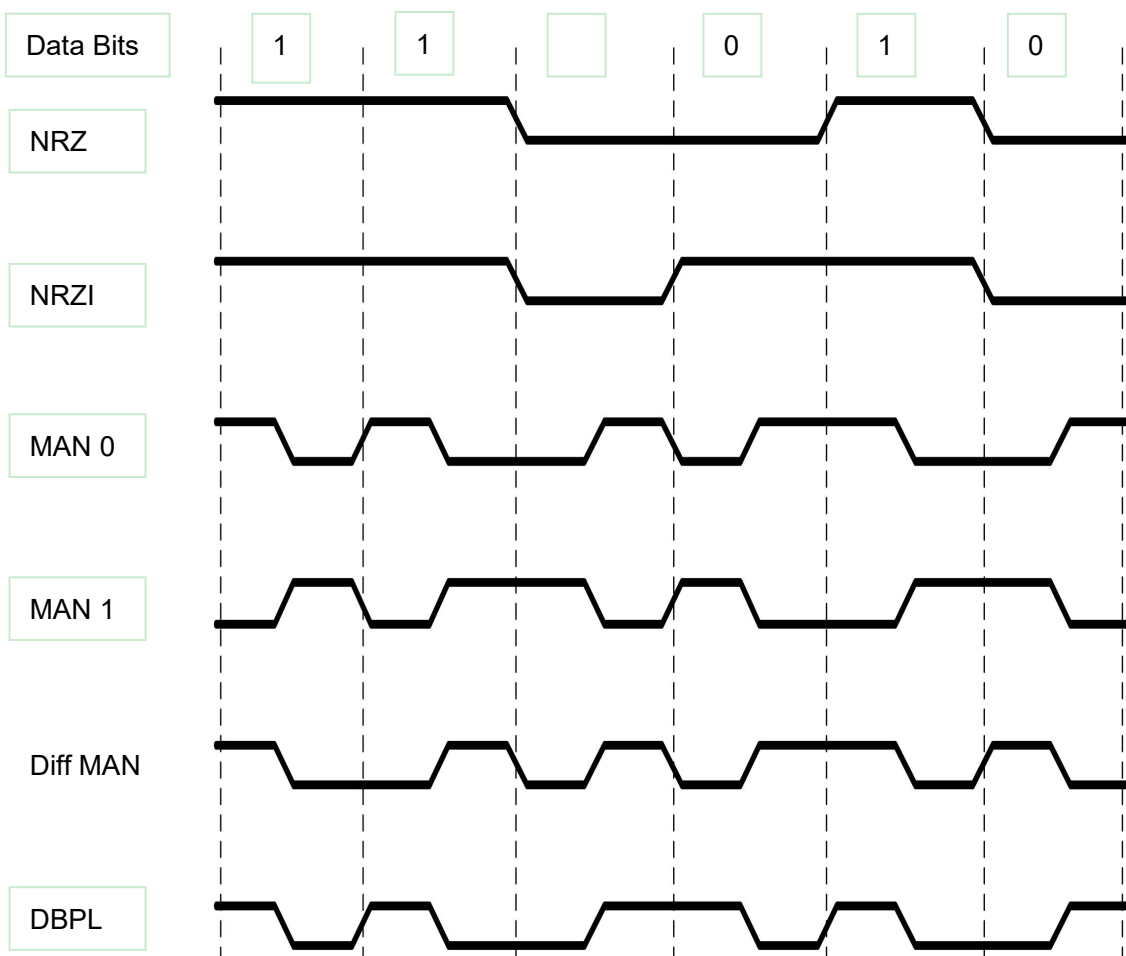 Data Bits 1 1 0 1 0
NRZ
NRZI
MAN 0
MAN 1
Diff MAN
DBPL